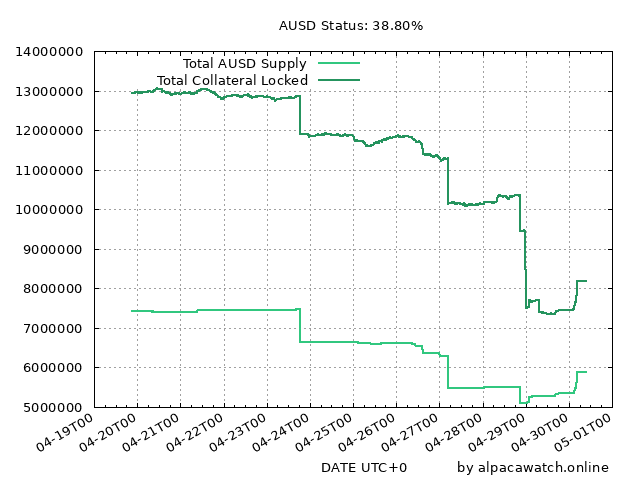 AUSD Status: 38.80%
Total AUSD Supply
Total Collateral Locked
14000000
13000000
12000000
11000000
10000000
9000000
8000000
7000000
6000000
5000000
04-19T00
04-20T00
04-21T00
04-22T00
04-23T00
04-24T00
04-25T00
04-26T00
04-27T00
04-28T00
04-29T00
04-30T00
05-01T00
DATE UTC+0
by alpacawatch.online